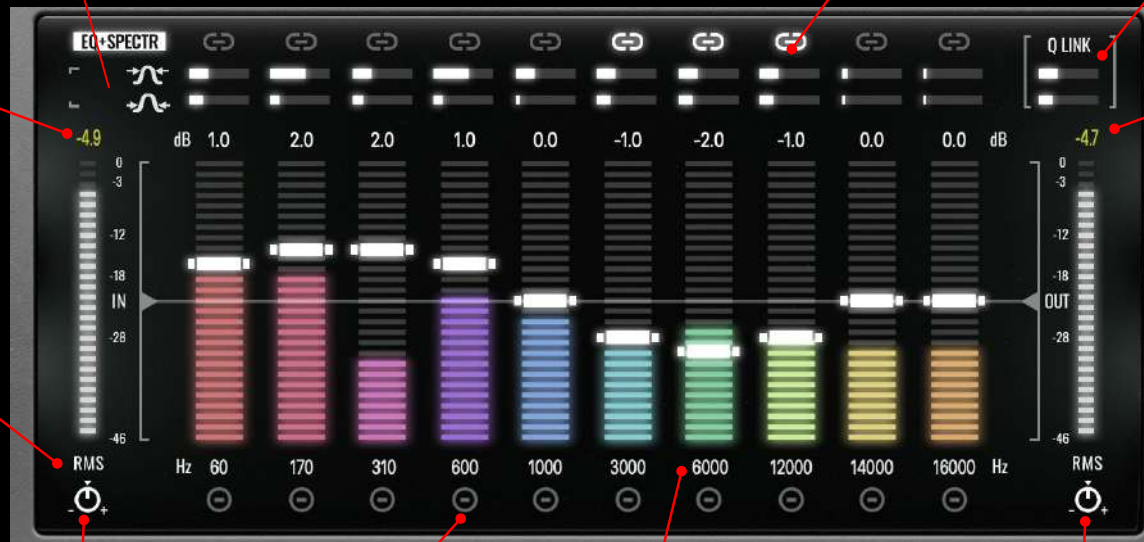 EQ+SPECTR
Q LINK
-4.9 dB 1.0 2.0 2.0 1.0 0.0 -1.0 -2.0 -1.0 0.0 0.0 dB -4.7
0 0
-3 -3
-12 -12
-18 -18
IN OUT
-28 -28
-46 -46
RMS Hz 60 170 310 600 1000 3000 6000 12000 14000 16000 Hz RMS
- + - +